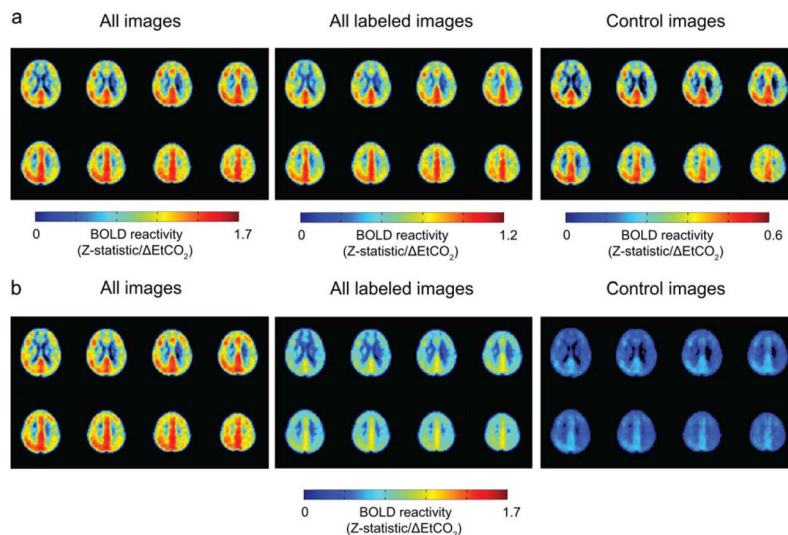 a
All images
All labeled images
Control images
0
BOLD reactivity
1.7
(Z-statistic/ΔEtCO₂)
0
BOLD reactivity
1.2
(Z-statistic/ΔEtCO₂)
0
BOLD reactivity
0.6
(Z-statistic/ΔEtCO₂)
b
All images
All labeled images
Control images
0
BOLD reactivity
1.7
(Z-statistic/ΔEtCO₂)